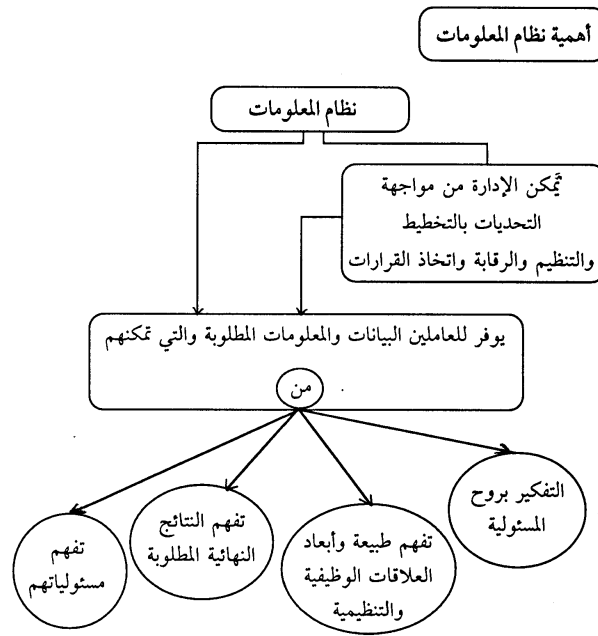 أهمية نظام المعلومات
نظام المعلومات
تُمكن الإدارة من مواجهة
التحديات بالتخطيط
والتنظيم والرقابة واتخاذ القرارات
يوفر للعاملين البيانات والمعلومات المطلوبة والتي تمكنهم
من
التفكير بروح
المسئولية
تفهم طبيعة وأبعاد
العلاقات الوظيفية
والتنظيمية
تفهم النتائج
النهائية المطلوبة
تفهم
مسئولياتهم